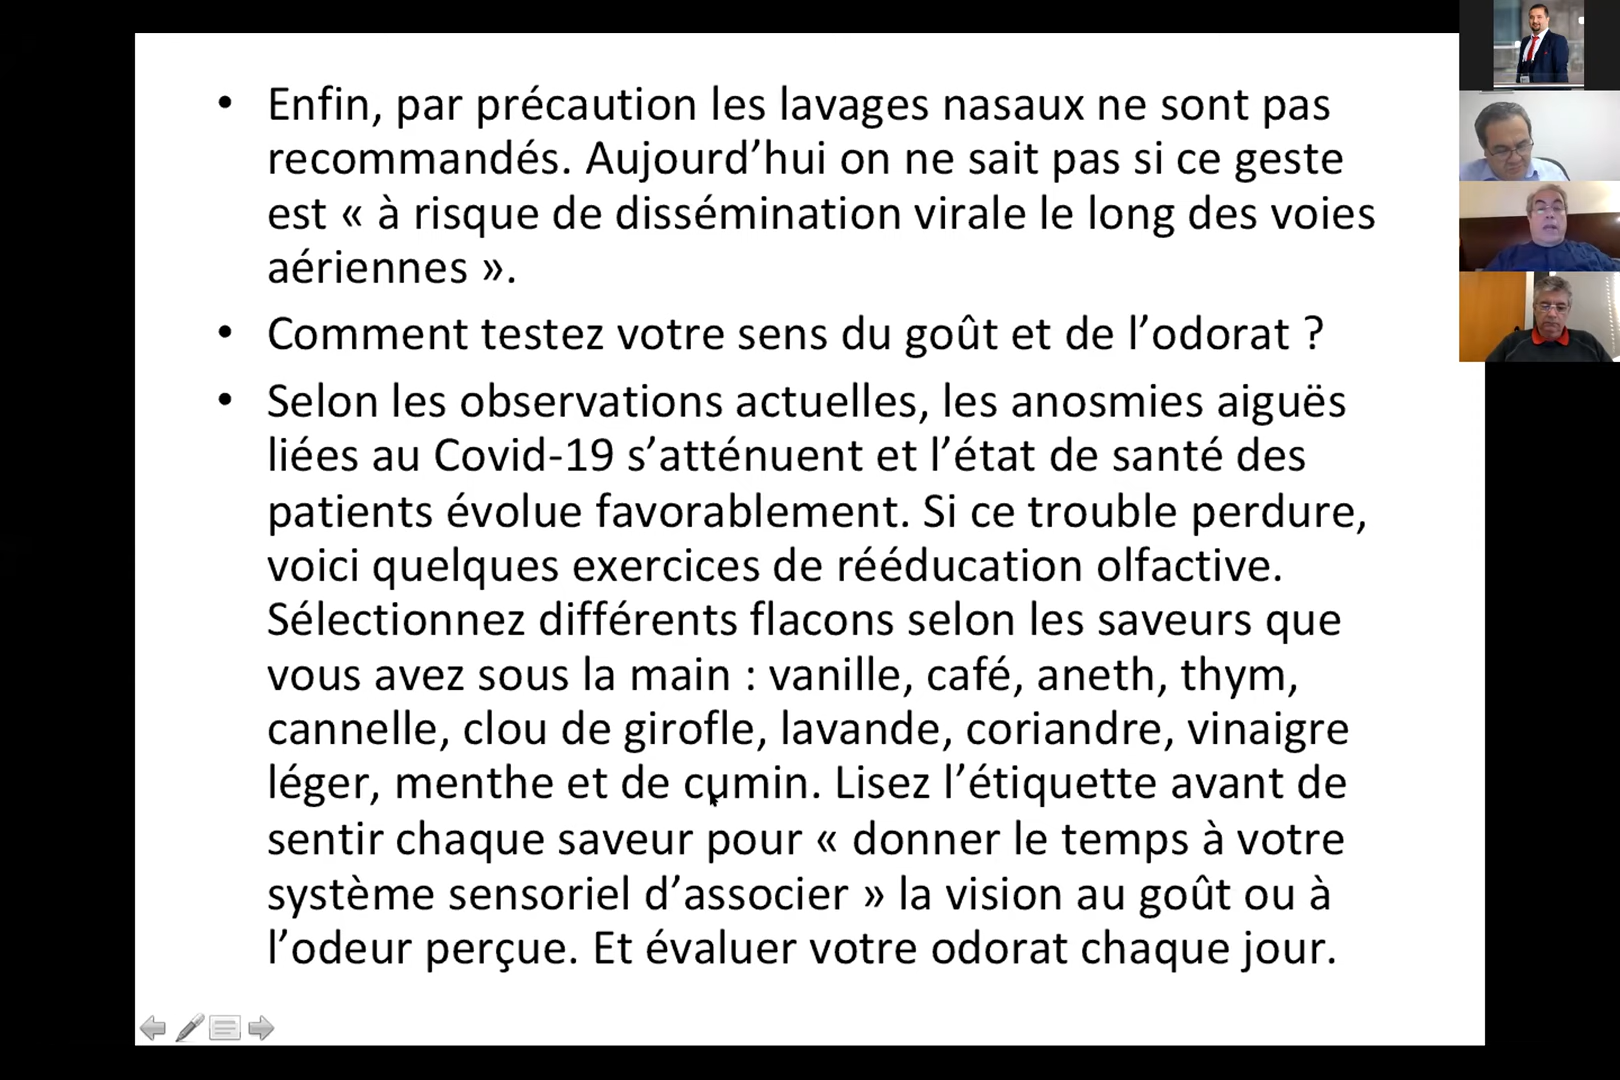 • Enfin, par précaution les lavages nasaux ne sont pas
recommandés. Aujourd’hui on ne sait pas si ce geste
est « à risque de dissémination virale le long des voies
aériennes ».
• Comment testez votre sens du goût et de l’odorat ?
• Selon les observations actuelles, les anosmies aiguës
liées au Covid-19 s’atténuent et l’état de santé des
patients évolue favorablement. Si ce trouble perdure,
voici quelques exercices de rééducation olfactive.
Sélectionnez différents flacons selon les saveurs que
vous avez sous la main : vanille, café, aneth, thym,
cannelle, clou de girofle, lavande, coriandre, vinaigre
léger, menthe et de cumin. Lisez l’étiquette avant de
sentir chaque saveur pour « donner le temps à votre
système sensoriel d’associer » la vision au goût ou à
l’odeur perçue. Et évaluer votre odorat chaque jour.